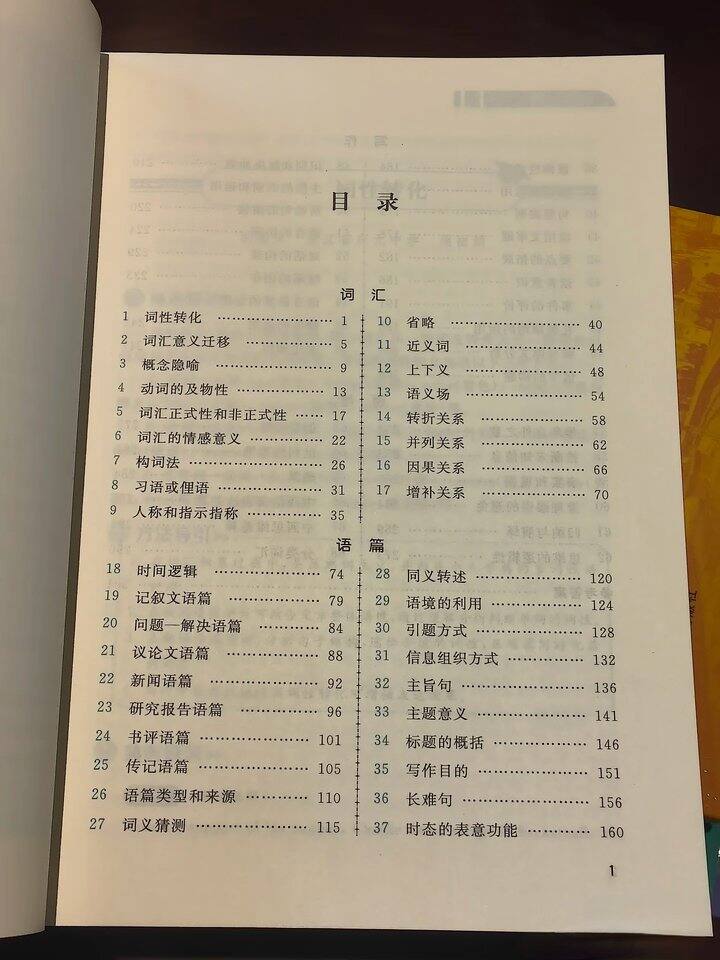 目 录
词 汇
1 词性转化 ……………… 1
2 词汇意义迁移 ……………… 5
3 概念隐喻 ……………… 9
4 动词的及物性 ……………… 13
5 词汇正式性和非正式性 ……… 17
6 词汇的情感意义 ……………… 22
7 构词法 ……………… 26
8 习语或俚语 ……………… 31
9 人称和指示指称 ……………… 35
10 省略 ……………… 40
11 近义词 ……………… 44
12 上下义 ……………… 48
13 语义场 ……………… 54
14 转折关系 ……………… 58
15 并列关系 ……………… 62
16 因果关系 ……………… 66
17 增补关系 ……………… 70
语 篇
18 时间逻辑 ……………… 74
19 记叙文语篇 ……………… 79
20 问题—解决语篇 ……………… 84
21 议论文语篇 ……………… 88
22 新闻语篇 ……………… 92
23 研究报告语篇 ……………… 96
24 书评语篇 ……………… 101
25 传记语篇 ……………… 105
26 语篇类型和来源 ……………… 110
27 词义猜测 ……………… 115
28 同义转述 ……………… 120
29 语境的利用 ……………… 124
30 引题方式 ……………… 128
31 信息组织方式 ……………… 132
32 主旨句 ……………… 136
33 主题意义 ……………… 141
34 标题的概括 ……………… 146
35 写作目的 ……………… 151
36 长难句 ……………… 156
37 时态的表意功能 ……………… 160
1